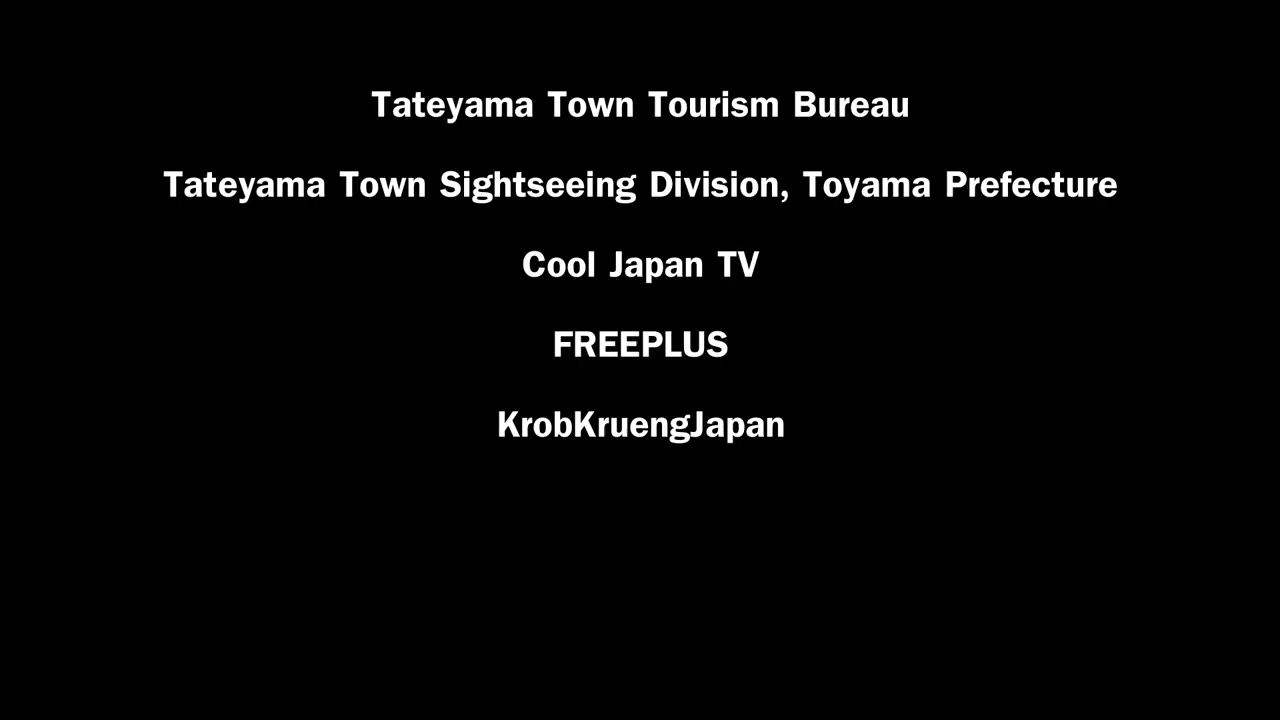 Tateyama Town Tourism Bureau
Tateyama Town Sightseeing Division, Toyama Prefecture
Cool Japan TV
FREEPLUS
KrobKruengJapan